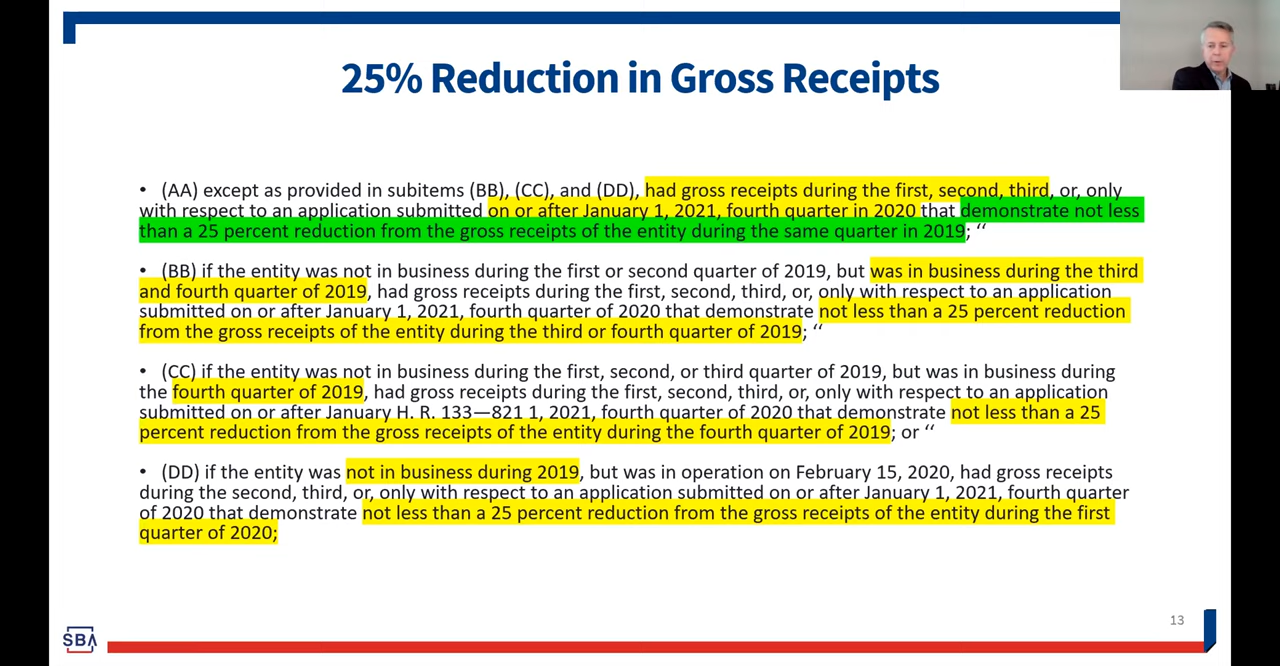 25% Reduction in Gross Receipts
• (AA) except as provided in subitems (BB), (CC), and (DD), had gross receipts during the first, second, third, or, only
with respect to an application submitted on or after January 1, 2021, fourth quarter in 2020 that demonstrate not less
than a 25 percent reduction from the gross receipts of the entity during the same quarter in 2019; ‘‘
• (BB) if the entity was not in business during the first or second quarter of 2019, but was in business during the third
and fourth quarter of 2019, had gross receipts during the first, second, third, or, only with respect to an application
submitted on or after January 1, 2021, fourth quarter of 2020 that demonstrate not less than a 25 percent reduction
from the gross receipts of the entity during the third or fourth quarter of 2019; ‘‘
• (CC) if the entity was not in business during the first, second, or third quarter of 2019, but was in business during
the fourth quarter of 2019, had gross receipts during the first, second, third, or, only with respect to an application
submitted on or after January H. R. 133—821 1, 2021, fourth quarter of 2020 that demonstrate not less than a 25
percent reduction from the gross receipts of the entity during the fourth quarter of 2019; or ‘‘
• (DD) if the entity was not in business during 2019, but was in operation on February 15, 2020, had gross receipts
during the second, third, or, only with respect to an application submitted on or after January 1, 2021, fourth quarter
of 2020 that demonstrate not less than a 25 percent reduction from the gross receipts of the entity during the first
quarter of 2020;
13
SBA